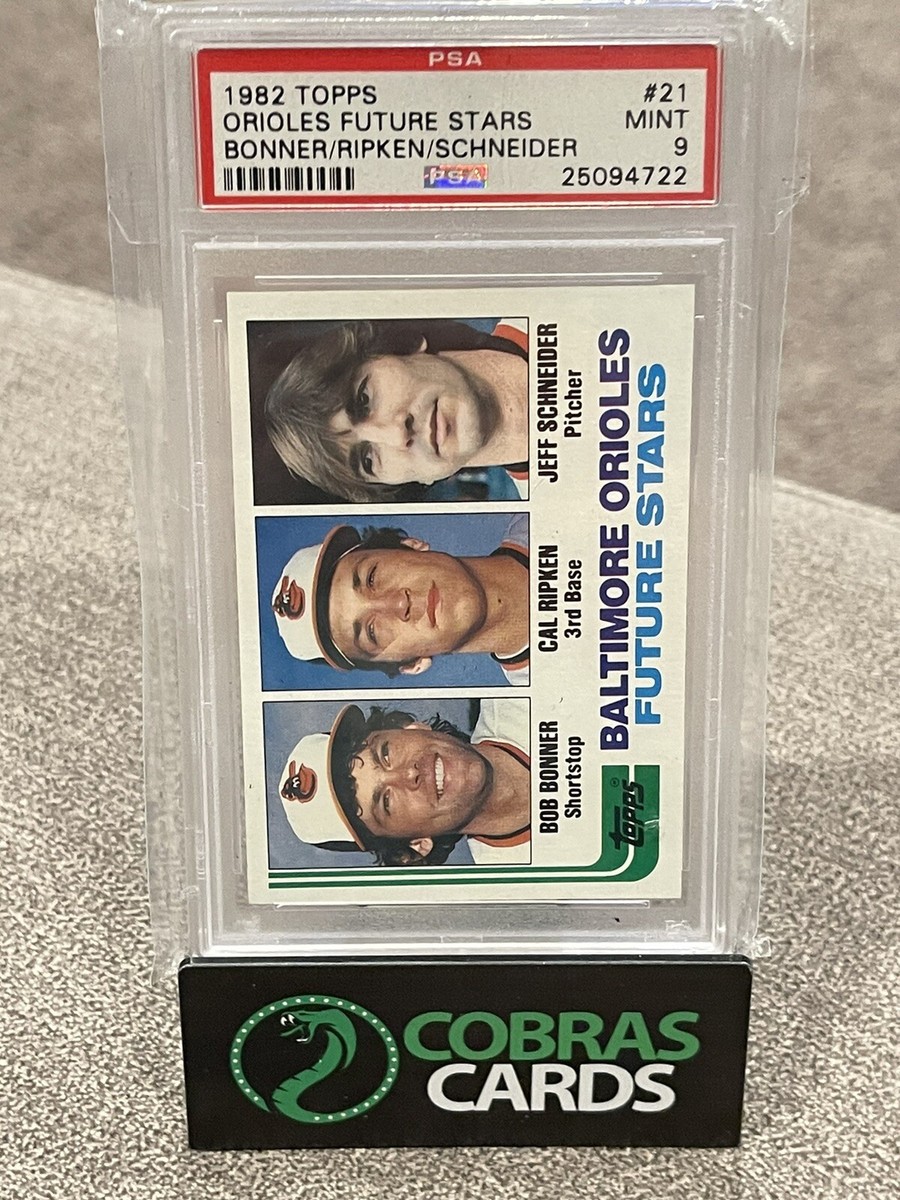 PSA
1982 TOPPS #21
ORIOLES FUTURE STARS MINT
BONNER/RIPKEN/SCHNEIDER 9
PSA 25094722
BOB BONNER
Shortstop
CAL RIPKEN
3rd Base
JEFF SCHNEIDER
Pitcher
topps®
BALTIMORE ORIOLES
FUTURE STARS
COBRAS
CARDS